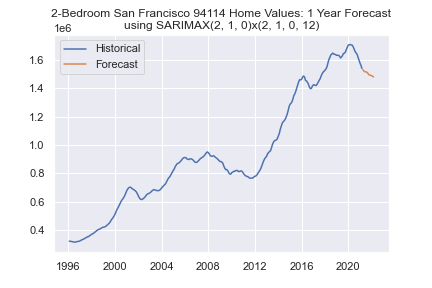 2-Bedroom San Francisco 94114 Home Values: 1 Year Forecast
using SARIMAX(2, 1, 0)x(2, 1, 0, 12)
1e6
Historical
Forecast
1.6
1.4
1.2
1.0
0.8
0.6
0.4
1996 2000 2004 2008 2012 2016 2020